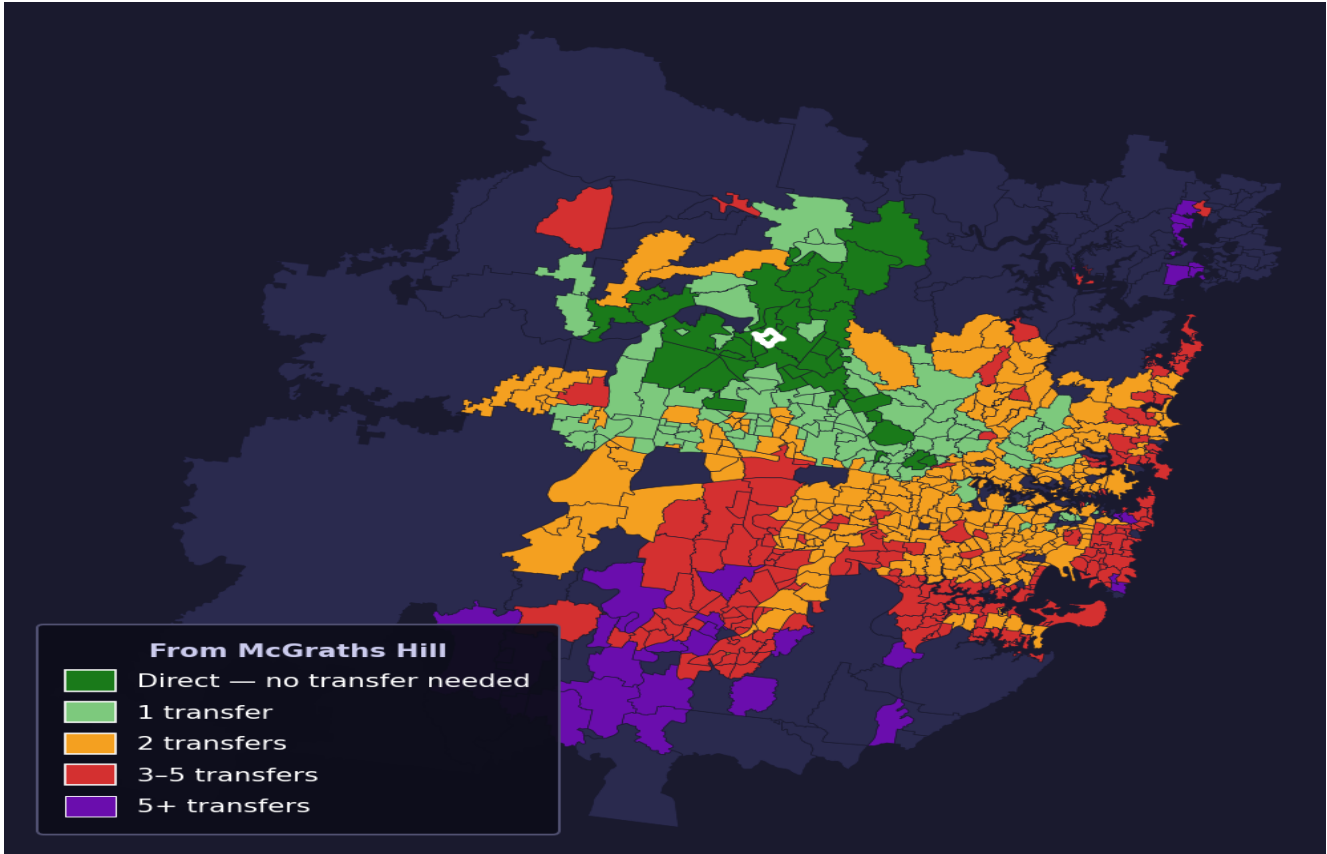 From McGraths Hill
Direct — no transfer needed
1 transfer
2 transfers
3–5 transfers
5+ transfers